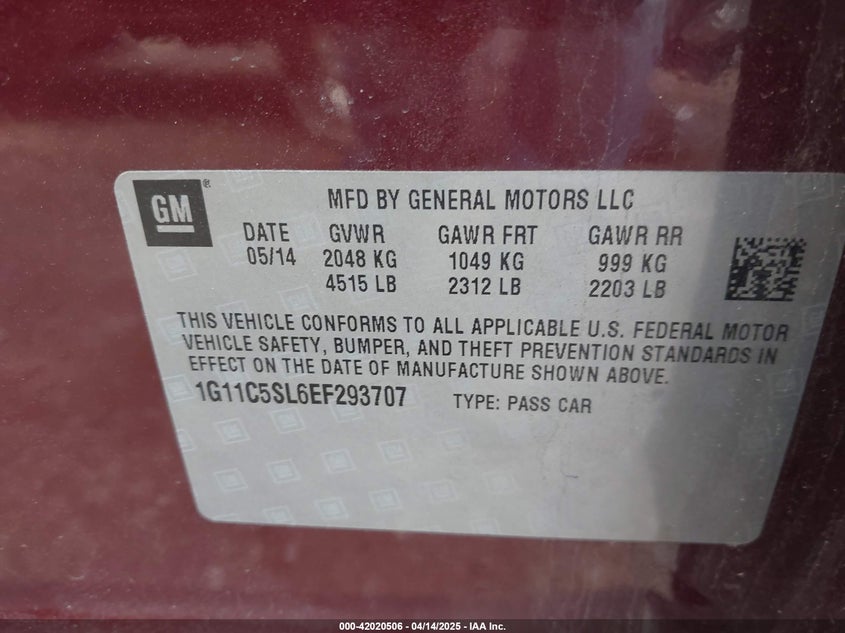 GM®
MFD BY GENERAL MOTORS LLC
DATE GVWR GAWR FRT GAWR RR
05/14 2048 KG 1049 KG 999 KG
4515 LB 2312 LB 2203 LB
THIS VEHICLE CONFORMS TO ALL APPLICABLE U.S. FEDERAL MOTOR
VEHICLE SAFETY, BUMPER, AND THEFT PREVENTION STANDARDS IN
EFFECT ON THE DATE OF MANUFACTURE SHOWN ABOVE.
1G11C5SL6EF293707 TYPE: PASS CAR
000-42020506 - 04/14/2025 - IAA Inc.